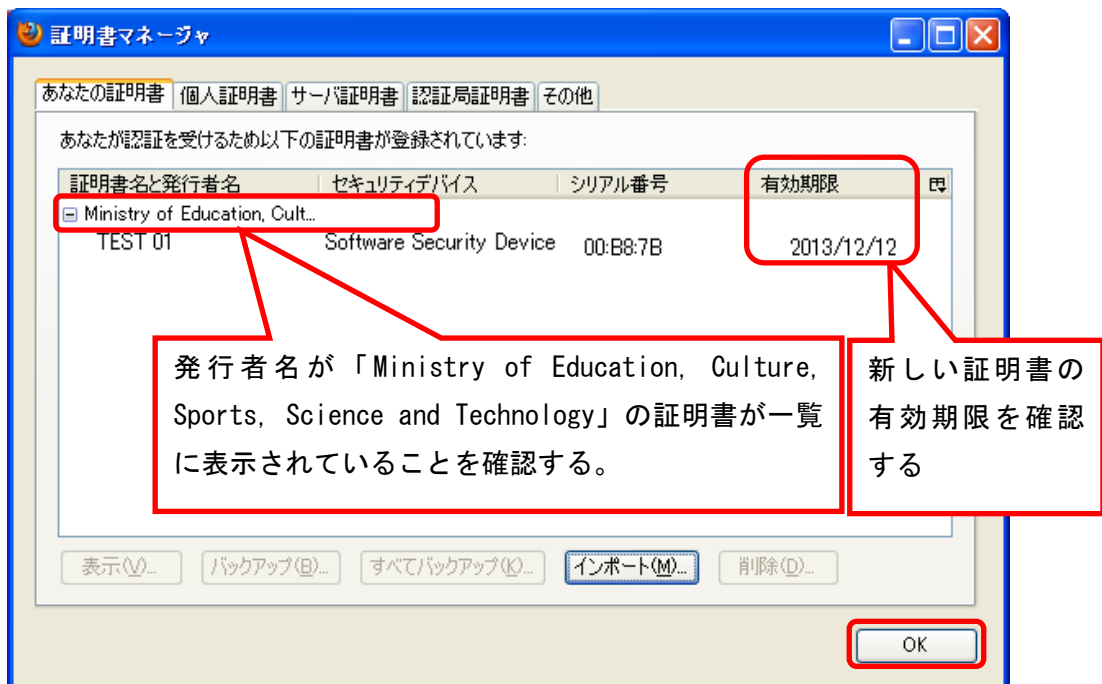 証明書マネージャ
あなたの証明書 個人証明書 サーバ証明書 認証局証明書 その他
あなたが認証を受けるため以下の証明書が登録されています:
証明書名と発行者名 セキュリティデバイス シリアル番号 有効期限
Ministry of Education, Cult...
TEST 01 Software Security Device 00:B8:7B 2013/12/12
発行者名が「Ministry of Education, Culture,
Sports, Science and Technology」の証明書が一覧
に表示されていることを確認する。
新しい証明書の
有効期限を確認
する
表示(V)... バックアップ(B)... すべてバックアップ(K)... インポート(M)... 削除(D)...
OK